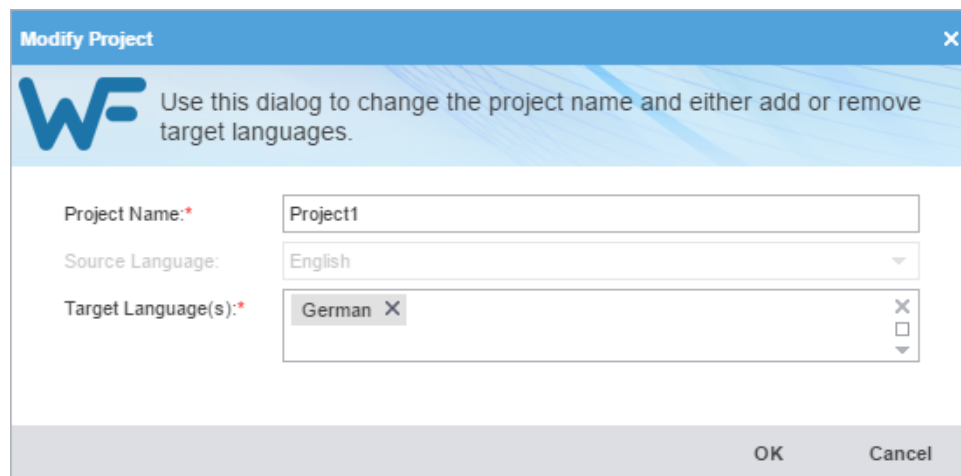 Modify Project
WF
Use this dialog to change the project name and either add or remove
target languages.
Project Name:*
Project1
Source Language:
English
Target Language(s):*
German
OK
Cancel